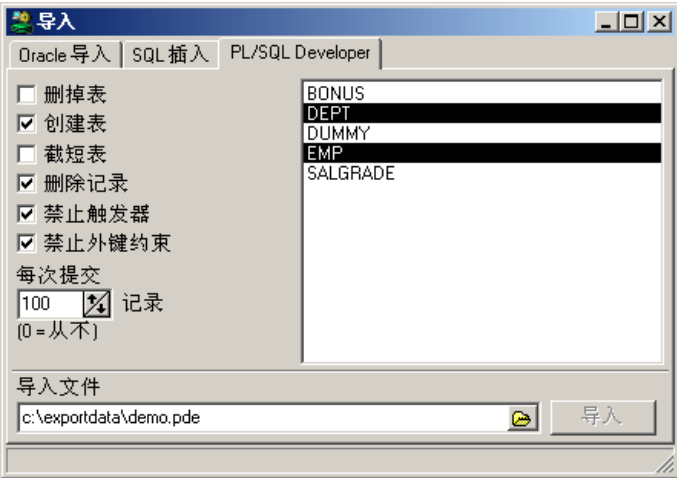 导入
Oracle 导入 SQL 插入 PL/SQL Developer
删掉表
创建表
截短表
删除记录
禁止触发器
禁止外键约束
每次提交
100 记录
(0 = 从不)
BONUS
DEPT
DUMMY
EMP
SALGRADE
导入文件
c:\exportdata\demo.pde 导入